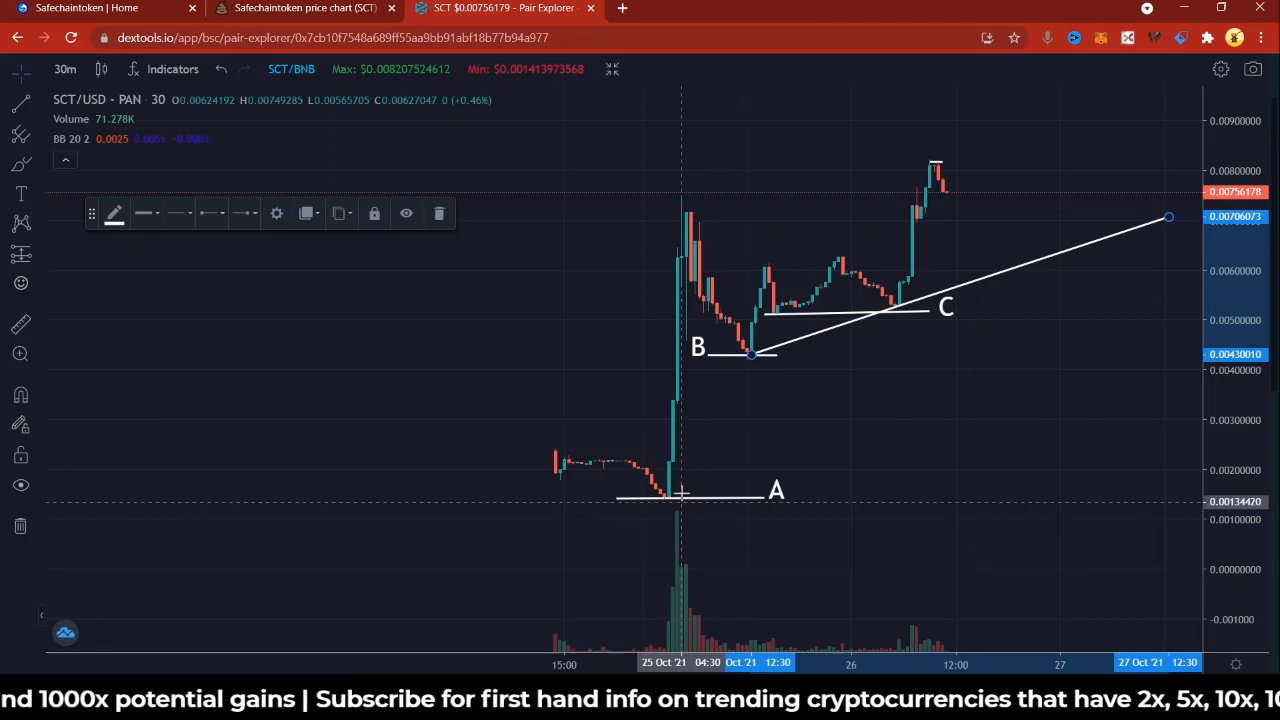 Safechaintoken | Home
Safechaintoken price chart (SCT)
SCT $0.00756179 - Pair Explorer -
dextools.io/app/bsc/pair-explorer/0x7cb10f7548a689ff55aa9bb91abf18b77b94a977
30m
Indicators
SCT/BNB
Max: $0.008207524612
Min: $0.001413973568
SCT/USD - PAN · 30 O0.00624192 H0.00749285 L0.00565705 C0.00627047 0 (+0.46%)
Volume 71.278K
BB 20 2 0.0025
0.00900000
0.00800000
0.00756178
0.00706073
0.00600000
0.00500000
0.00430010
0.00400000
0.00300000
0.00200000
0.00134420
0.00100000
0.00000000
-0.001000
B
C
A
15:00
25 Oct '21 04:30
Oct '21 12:30
26
12:00
27
27 Oct '21 12:30
nd 1000x potential gains | Subscribe for first hand info on trending cryptocurrencies that have 2x, 5x, 10x, 10